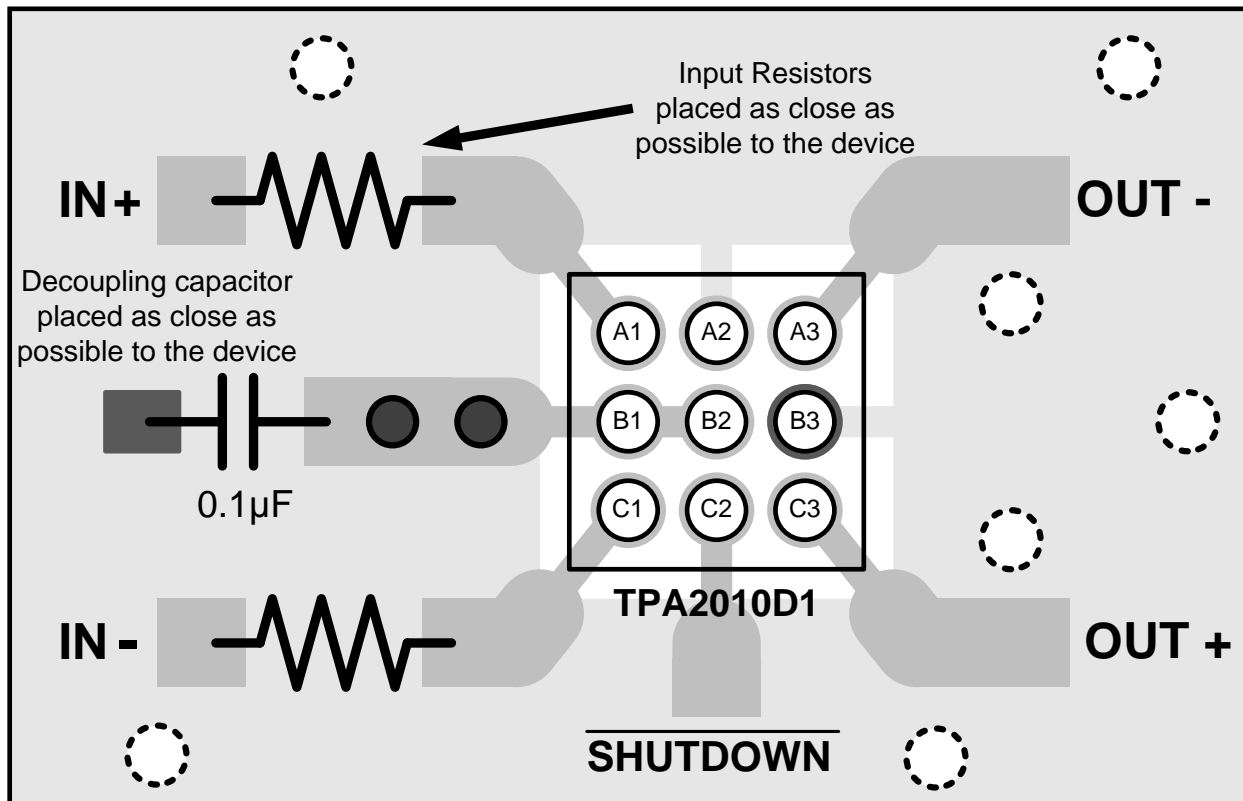 Input Resistors
placed as close as
possible to the device
IN+
OUT -
Decoupling capacitor
placed as close as
possible to the device
A1 A2 A3
B1 B2 B3
0.1µF
C1 C2 C3
TPA2010D1
IN -
OUT +
SHUTDOWN